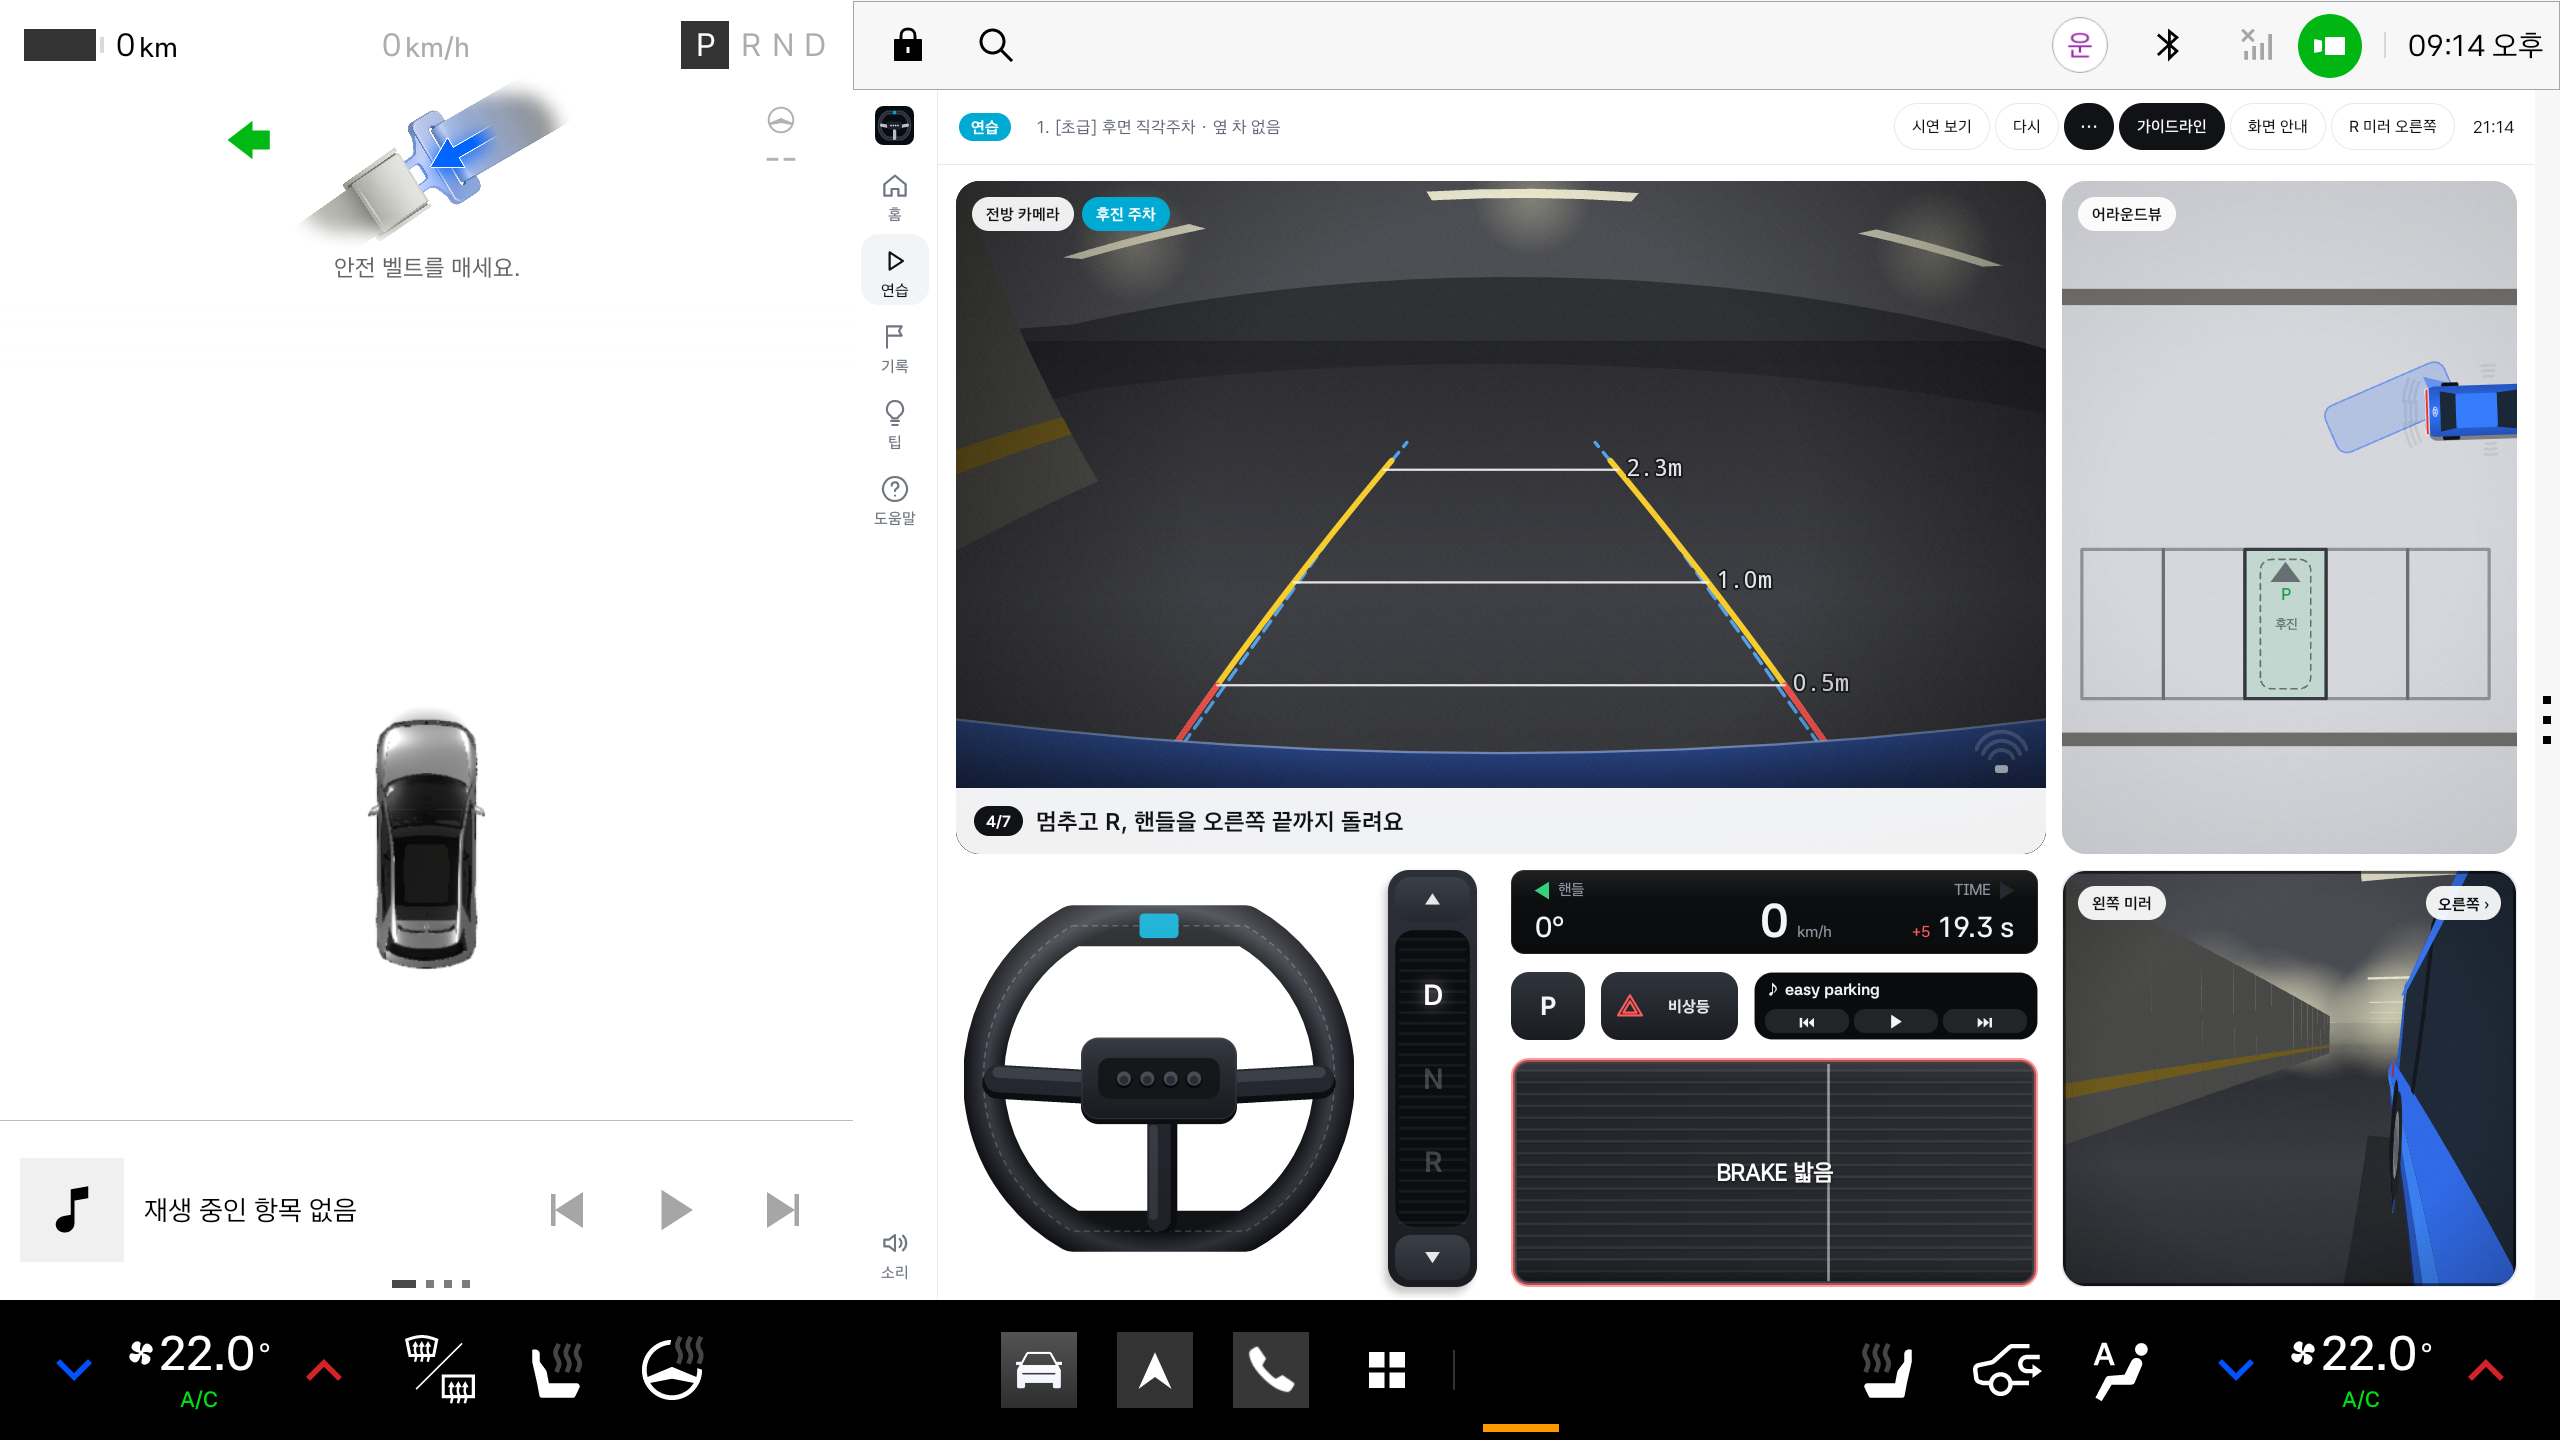 0 km
0 km/h
P R N D
운
09:14 오후
안전 벨트를 매세요.
연습
1. [초급] 후면 직각주차 · 옆 차 없음
시연 보기
다시
⋯
가이드라인
화면 안내
R 미러 오른쪽
21:14
홈
연습
기록
팁
도움말
소리
전방 카메라
후진 주차
2.3m
1.0m
0.5m
4/7
멈추고 R, 핸들을 오른쪽 끝까지 돌려요
어라운드뷰
P
후진
D
N
R
핸들
TIME
0°
0 km/h
+5 19.3 s
P
비상등
♪ easy parking
BRAKE 밟음
왼쪽 미러
오른쪽 ›
재생 중인 항목 없음
22.0°
A/C
A
22.0°
A/C